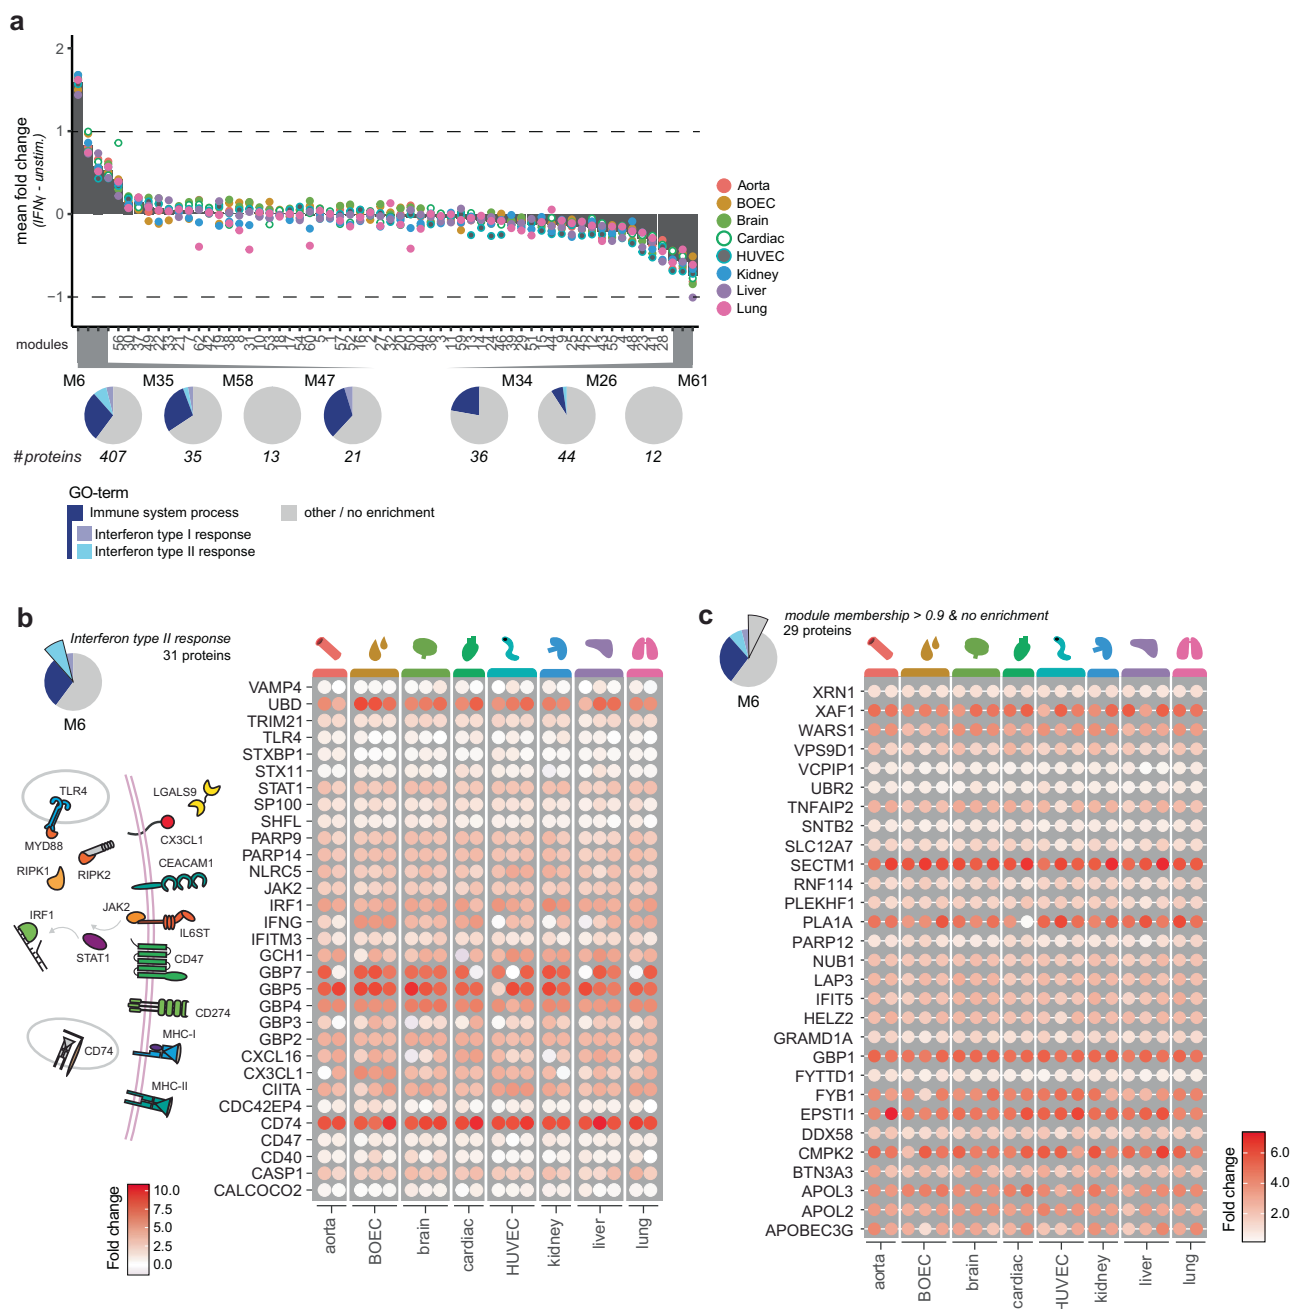 a
2
1
0
−1
mean fold change
(IFNγ - unstim.)
Aorta
BOEC
Brain
Cardiac
HUVEC
Kidney
Liver
Lung
modules
M6
M35
M58
M47
M34
M26
M61
#proteins
407
35
13
21
36
44
12
GO-term
Immune system process
Interferon type I response
Interferon type II response
other / no enrichment
b
Interferon type II response
31 proteins
M6
TLR4
MYD88
RIPK1
RIPK2
IRF1
STAT1
JAK2
LGALS9
CX3CL1
CEACAM1
IL6ST
CD47
CD274
MHC-I
CD74
MHC-II
VAMP4
UBD
TRIM21
TLR4
STXBP1
STX11
STAT1
SP100
SHFL
PARP9
PARP14
NLRC5
JAK2
IRF1
IFNG
IFITM3
GCH1
GBP7
GBP5
GBP4
GBP3
GBP2
CXCL16
CX3CL1
CIITA
CDC42EP4
CD74
CD47
CD40
CASP1
CALCOCO2
aorta
BOEC
brain
cardiac
HUVEC
kidney
liver
lung
Fold change
10.0
7.5
5.0
2.5
0.0
c
module membership > 0.9 & no enrichment
29 proteins
M6
XRN1
XAF1
WARS1
VPS9D1
VCPIP1
UBR2
TNFAIP2
SNTB2
SLC12A7
SECTM1
RNF114
PLEKHF1
PLA1A
PARP12
NUB1
LAP3
IFIT5
HELZ2
GRAMD1A
GBP1
FYTTD1
FYB1
EPSTI1
DDX58
CMPK2
BTN3A3
APOL3
APOL2
APOBEC3G
aorta
BOEC
brain
cardiac
HUVEC
kidney
liver
lung
Fold change
6.0
4.0
2.0